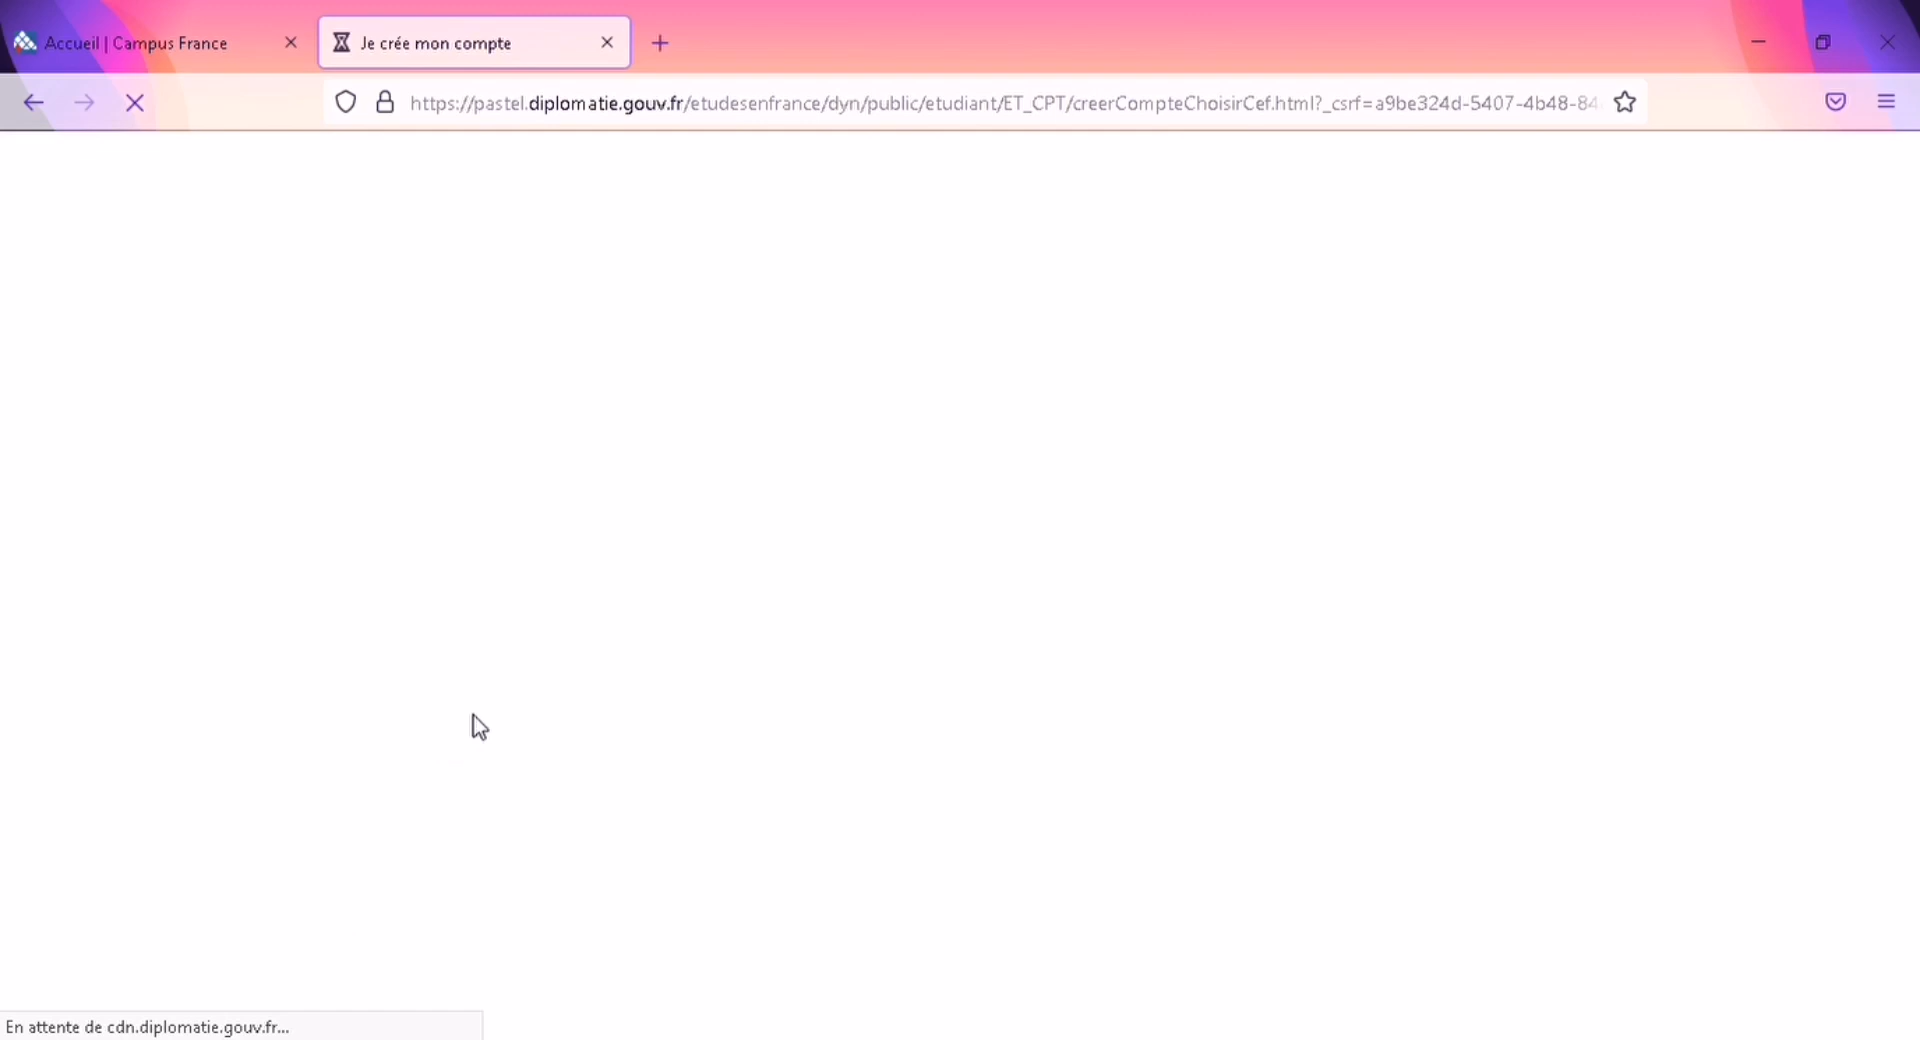 Accueil | Campus France
Je crée mon compte
https://pastel.diplomatie.gouv.fr/etudesenfrance/dyn/public/etudiant/ET_CPT/creerCompteChoisirCef.html?_csrf=a9be324d-5407-4b48-84
En attente de cdn.diplomatie.gouv.fr...